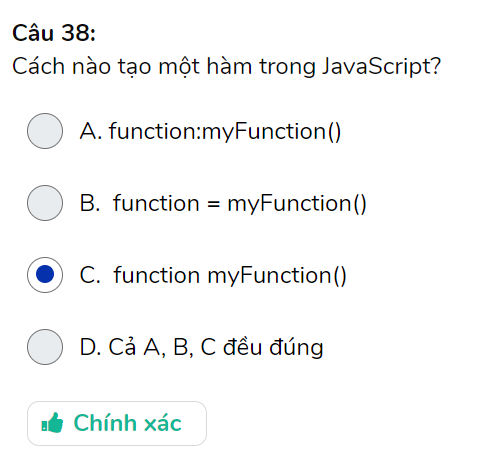 Câu 38:
Cách nào tạo một hàm trong JavaScript?
A. function:myFunction()
B. function = myFunction()
C. function myFunction()
D. Cả A, B, C đều đúng
Chính xác